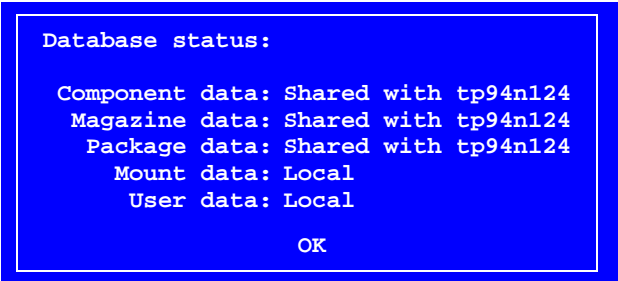 Database status:
Component data: Shared with tp94n124
Magazine data: Shared with tp94n124
Package data: Shared with tp94n124
Mount data: Local
User data: Local
OK